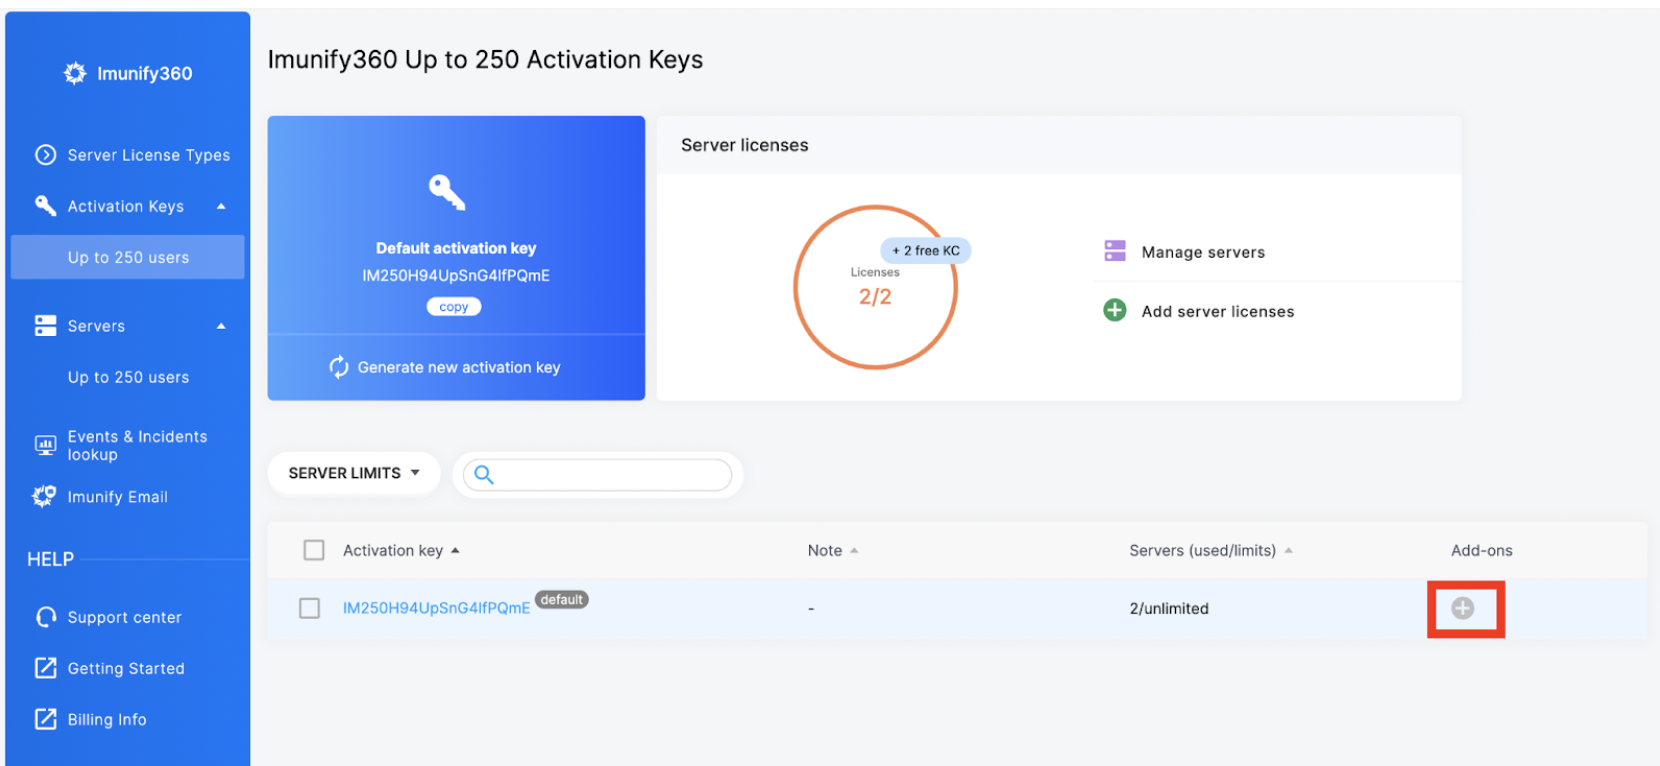 Imunify360
Server License Types
Activation Keys
Up to 250 users
Servers
Up to 250 users
Events & Incidents
lookup
Imunify Email
HELP
Support center
Getting Started
Billing Info
Imunify360 Up to 250 Activation Keys
Default activation key
IM250H94UpSnG4IfPQmE
copy
Generate new activation key
Server licenses
+ 2 free KC
Licenses
2/2
Manage servers
Add server licenses
SERVER LIMITS
Activation key Note Servers (used/limits) Add-ons
IM250H94UpSnG4IfPQmE default - 2/unlimited